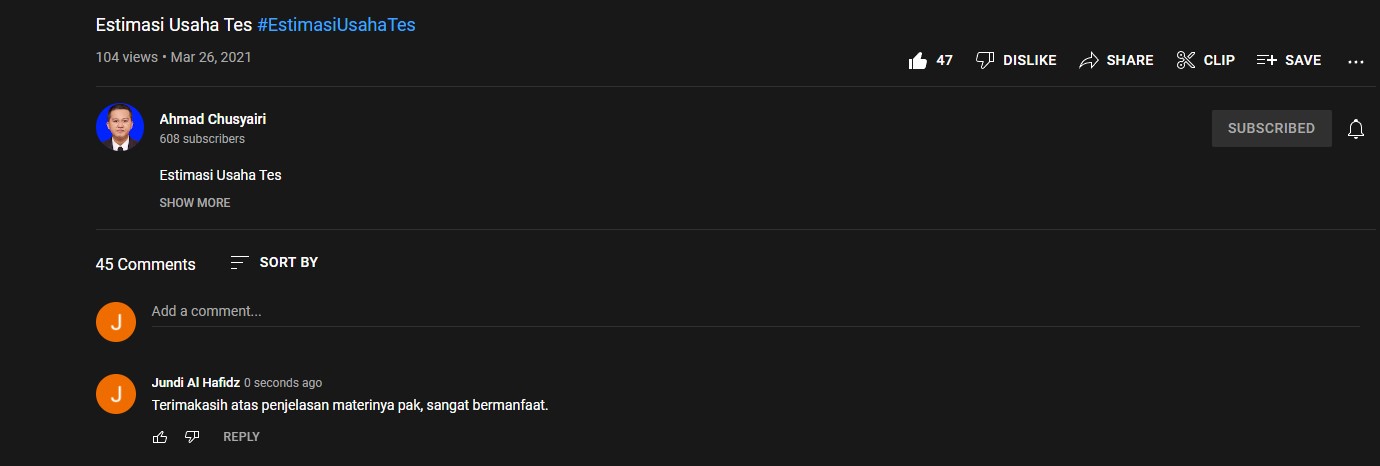 Estimasi Usaha Tes #EstimasiUsahaTes
104 views • Mar 26, 2021
47 DISLIKE SHARE CLIP SAVE
Ahmad Chusyairi
608 subscribers
SUBSCRIBED
Estimasi Usaha Tes
SHOW MORE
45 Comments SORT BY
J Add a comment...
J Jundi Al Hafidz 0 seconds ago
Terimakasih atas penjelasan materinya pak, sangat bermanfaat.
REPLY